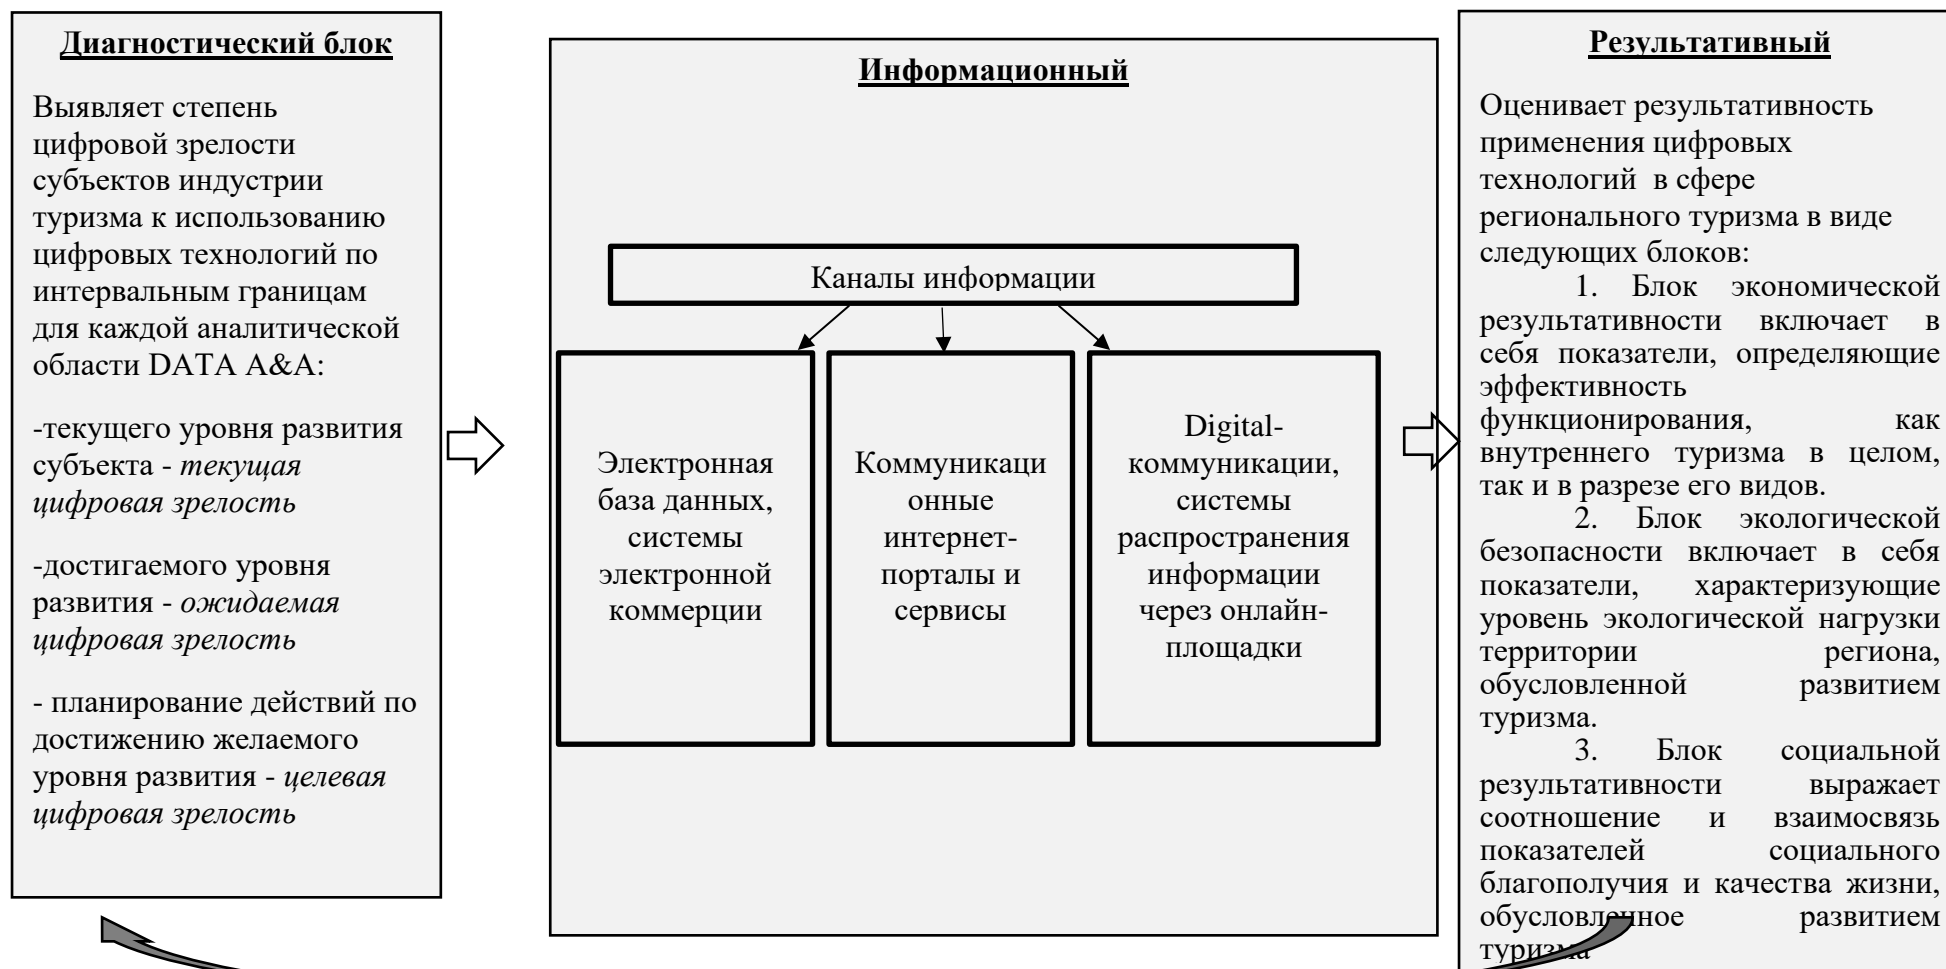 Диагностический блок
Выявляет степень
цифровой зрелости
субъектов индустрии
туризма к использованию
цифровых технологий по
интервальным границам
для каждой аналитической
области DATA A&A:
-текущего уровня развития
субъекта - текущая
цифровая зрелость
-достигаемого уровня
развития - ожидаемая
цифровая зрелость
- планирование действий по
достижению желаемого
уровня развития - целевая
цифровая зрелость
Информационный
Каналы информации
Электронная
база данных,
системы
электронной
коммерции
Коммуникаци
онные
интернет-
порталы и
сервисы
Digital-
коммуникации,
системы
распространения
информации
через онлайн-
площадки
Результативный
Оценивает результативность
применения цифровых
технологий в сфере
регионального туризма в виде
следующих блоков:
1. Блок экономической
результативности включает в
себя показатели, определяющие
эффективность
функционирования, как
внутреннего туризма в целом,
так и в разрезе его видов.
2. Блок экологической
безопасности включает в себя
показатели, характеризующие
уровень экологической нагрузки
территории региона,
обусловленной развитием
туризма.
3. Блок социальной
результативности выражает
соотношение и взаимосвязь
показателей социального
благополучия и качества жизни,
обусловленное развитием
туризма